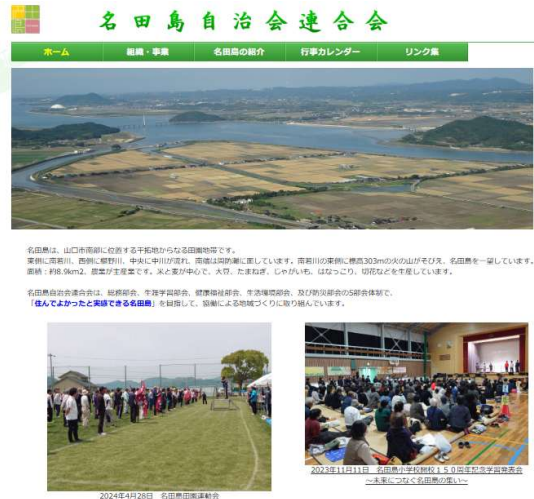 名田島自治会連合会
ホーム 組織・事業 名田島の紹介 行事カレンダー リンク集
名田島は、山口市南部に位置する干拓地からなる田園地帯です。
東側に南若川、西側に椹野川、中央に中川が流れ、南端は周防灘に面しています。南若川の東側に標高303mの火の山がそびえ、名田島を一望しています。
面積：約8.9km2、農業が主産業です。米と麦が中心で、大豆、たまねぎ、じゃがいも、はなっこり、切花などを生産しています。
名田島自治会連合会は、総務部会、生涯学習部会、健康福祉部会、生活環境部会、及び防災部会の5部会体制で、
「住んでよかったと実感できる名田島」を目指して、協働による地域づくりに取り組んでいます。
2024年4月28日　名田島田園運動会
2023年11月11日　名田島小学校開校１５０周年記念学習発表会
～未来につなぐ名田島の集い～